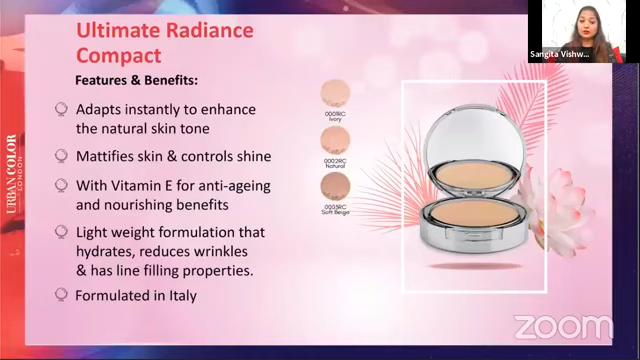 Ultimate Radiance
Compact
Features & Benefits:
Adapts instantly to enhance
the natural skin tone
Mattifies skin & controls shine
With Vitamin E for anti-ageing
and nourishing benefits
Light weight formulation that
hydrates, reduces wrinkles
& has line filling properties.
Formulated in Italy
0001RC
Ivory
0002RC
Natural
0003RC
Soft Beige
URBAN COLOR
LONDON
Sangita Vishw...
zoom